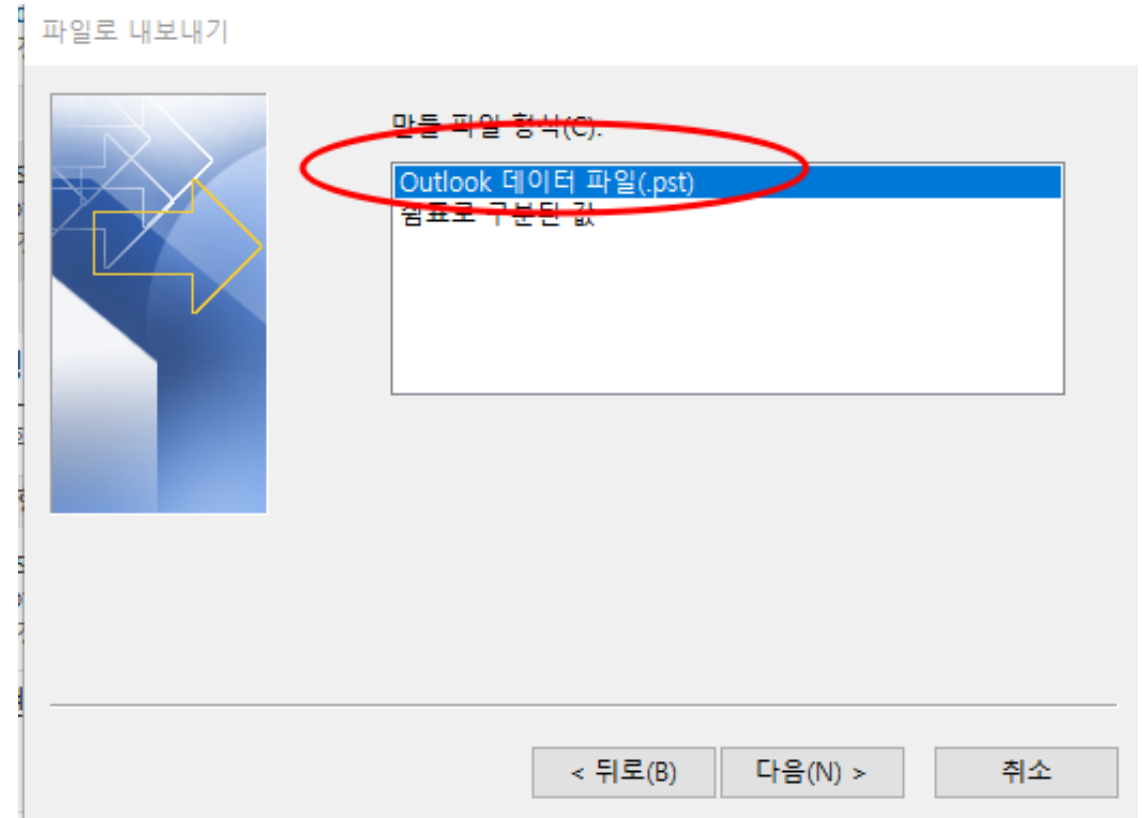 파일로 내보내기
만들 파일 형식(C):
Outlook 데이터 파일(.pst)
쉼표로 구분된 값
< 뒤로(B)
다음(N) >
취소